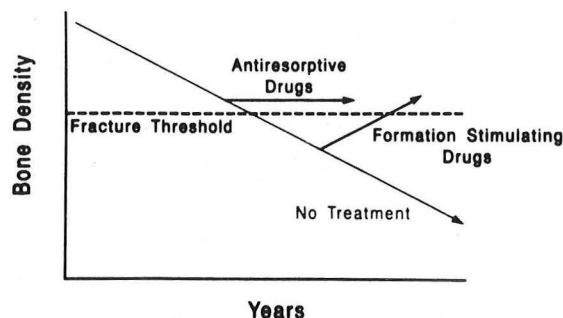 Bone Density
Antiresorptive
Drugs
Fracture Threshold
Formation Stimulating
Drugs
No Treatment
Years